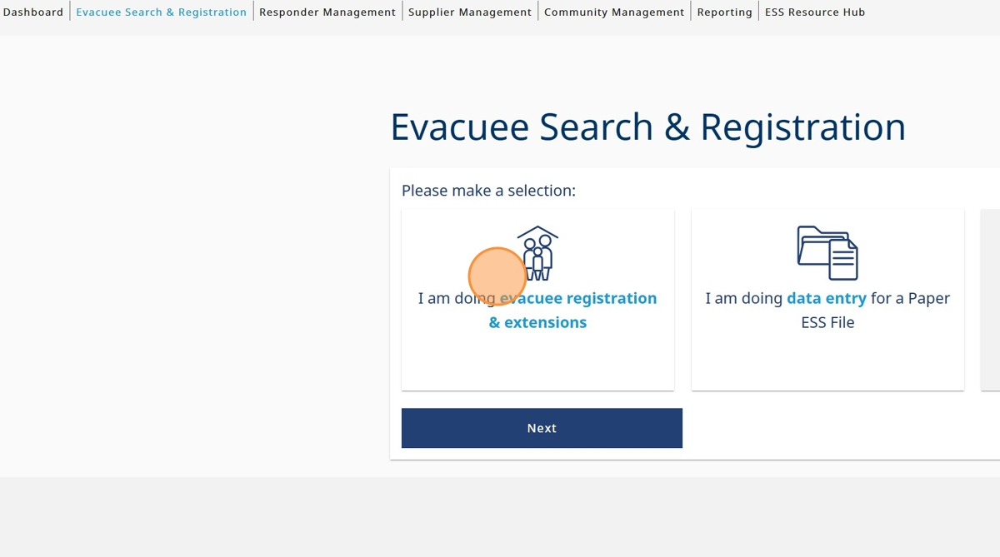 Dashboard Evacuee Search & Registration Responder Management Supplier Management Community Management Reporting ESS Resource Hub
Evacuee Search & Registration
Please make a selection:
I am doing evacuee registration
& extensions
I am doing data entry for a Paper
ESS File
Next